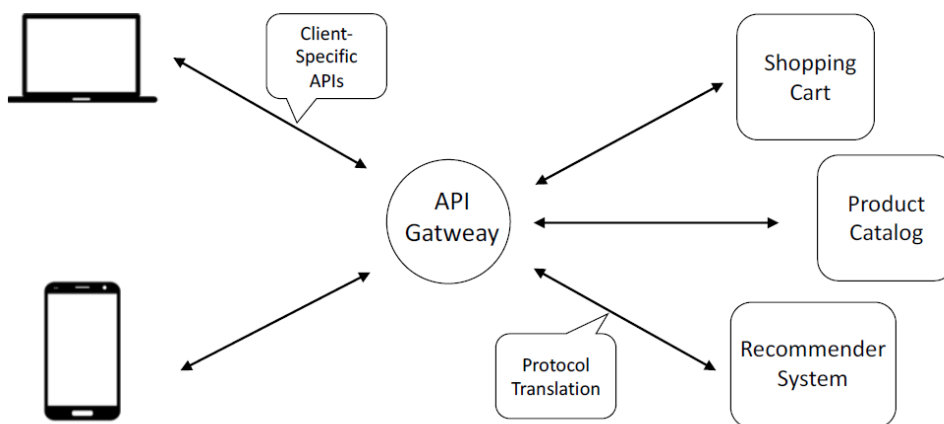 Client-
Specific
APIs
Shopping
Cart
API
Gatweay
Product
Catalog
Protocol
Translation
Recommender
System